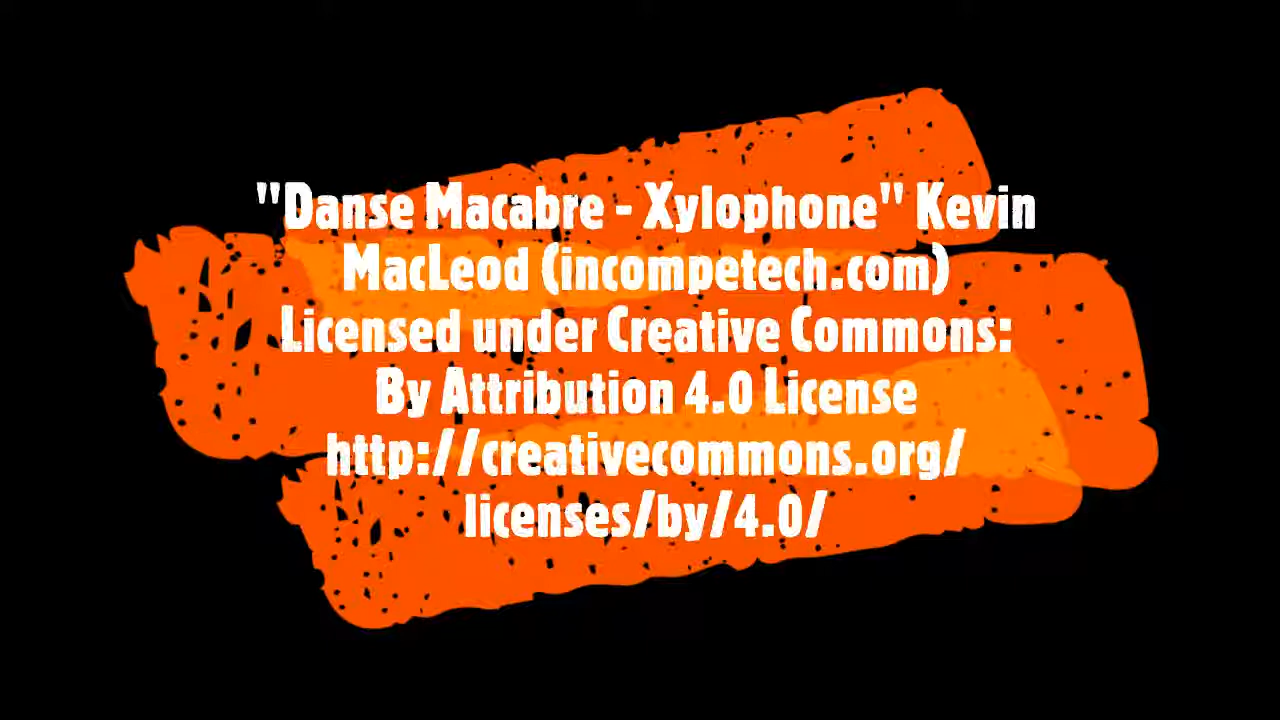 "Danse Macabre - Xylophone" Kevin
MacLeod (incompetech.com)
Licensed under Creative Commons:
By Attribution 4.0 License
http://creativecommons.org/
licenses/by/4.0/